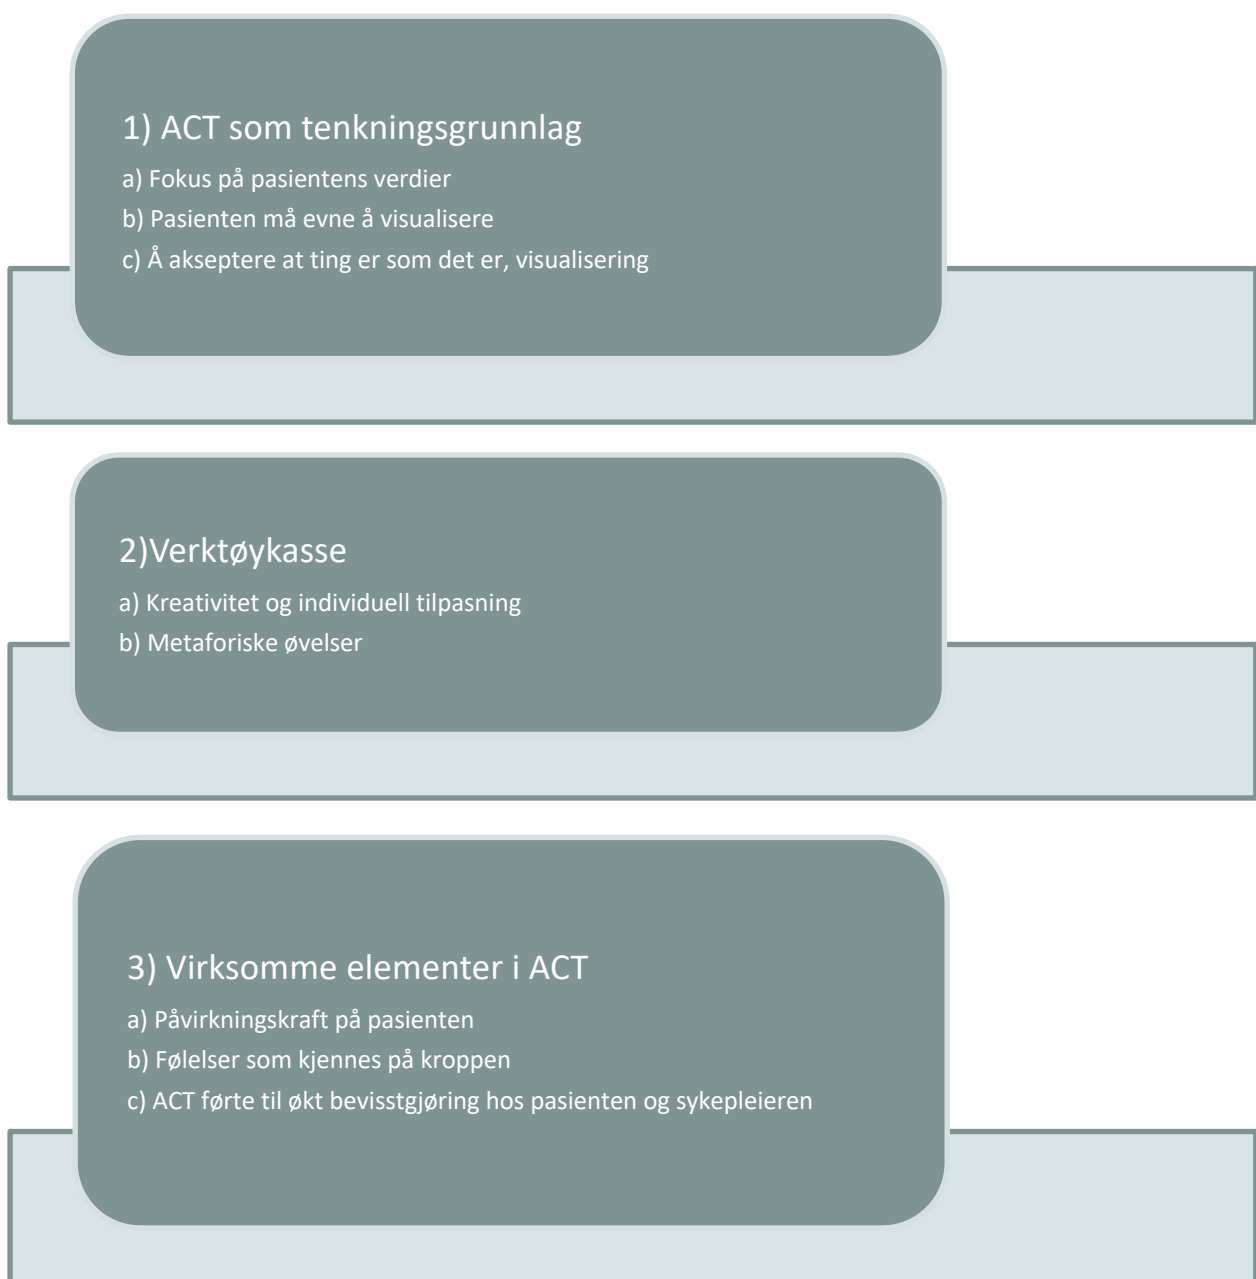 1) ACT som tenkningsgrunnlag
a) Fokus på pasientens verdier
b) Pasienten må evne å visualisere
c) Å akseptere at ting er som det er, visualisering
2)Verktøykasse
a) Kreativitet og individuell tilpasning
b) Metaforiske øvelser
3) Virksomme elementer i ACT
a) Påvirkningskraft på pasienten
b) Følelser som kjennes på kroppen
c) ACT førte til økt bevisstgjøring hos pasienten og sykepleieren